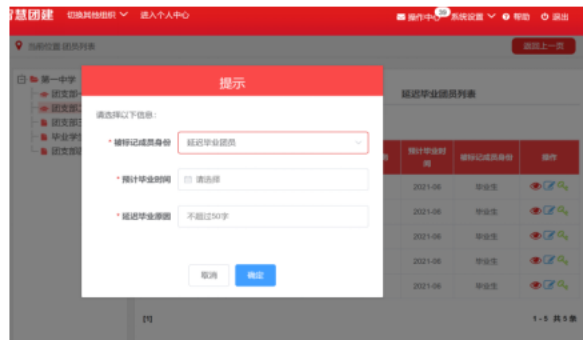 智慧团建 切换其他组织 进入个人中心 操作中心 39 系统设置 帮助 退出
当前位置 团员列表 返回上一页
第一中学
团支部
团支部
团支部
毕业学
团支部
延迟毕业团员列表
提示
请选择以下信息:
* 被标记成员身份 延迟毕业团员
* 预计毕业时间 请选择
* 延迟毕业原因 不超过50字
取消 确定
预计毕业时间 被标记成员身份 操作
2021-06 毕业生
2021-06 毕业生
2021-06 毕业生
2021-06 毕业生
2021-06 毕业生
[1] 1-5 共5条